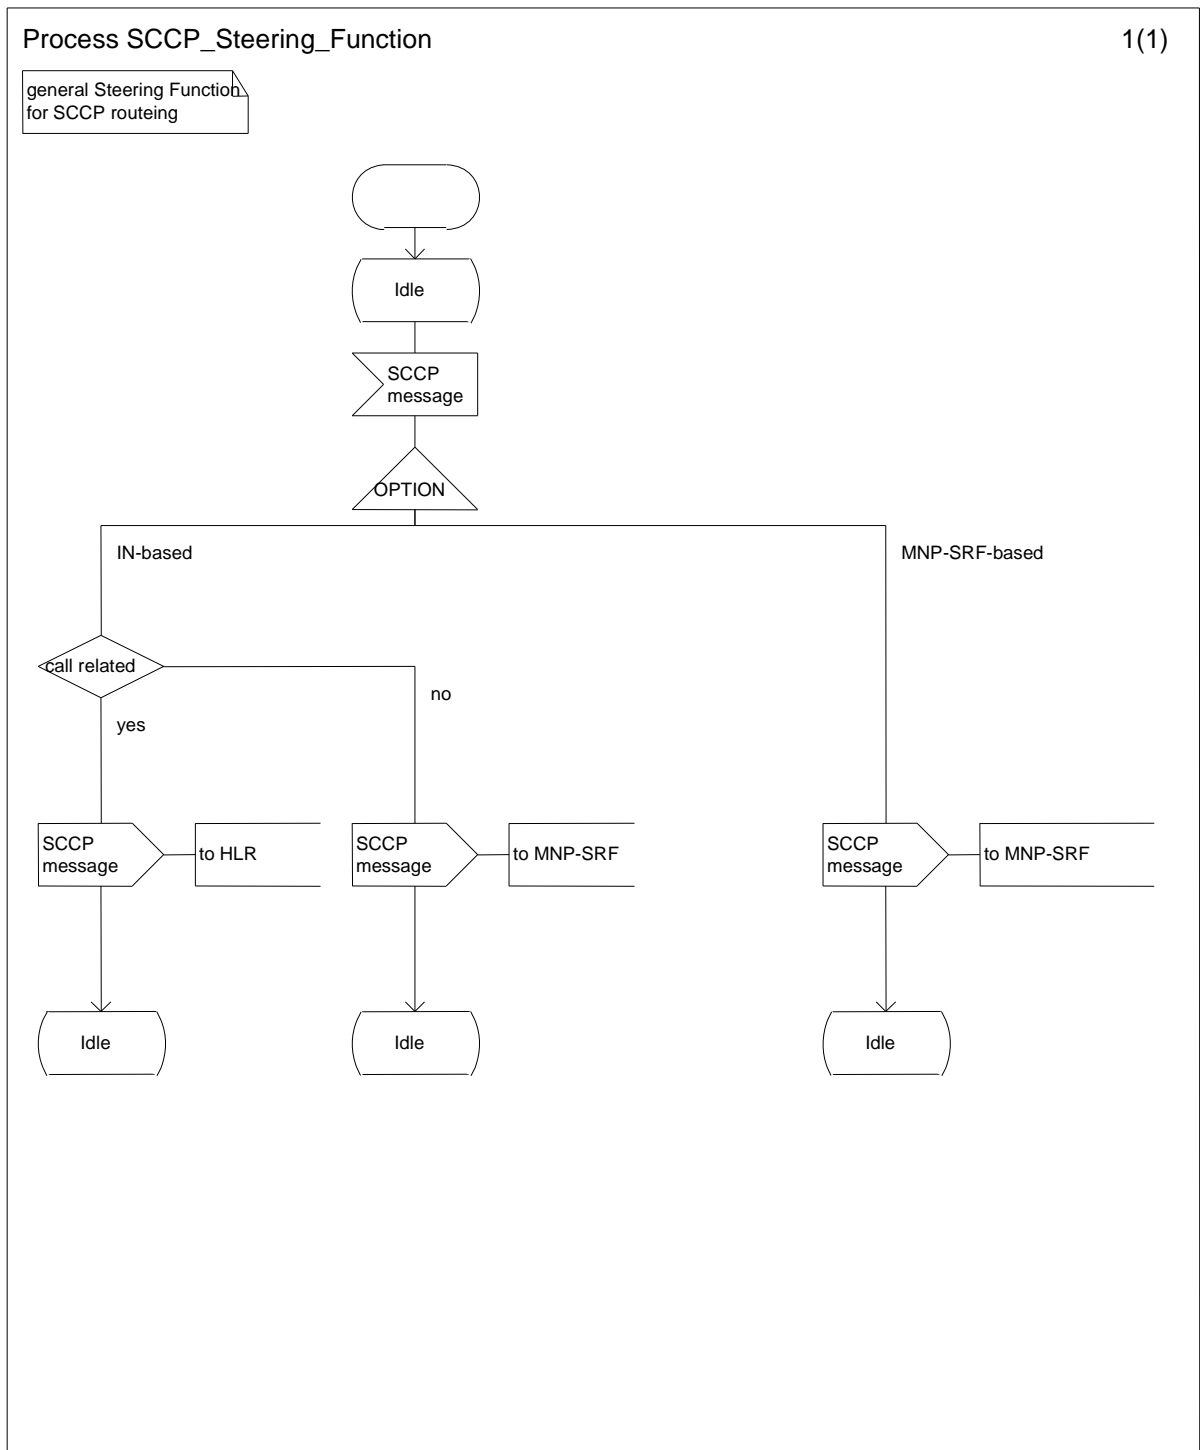 Process SCCP_Steering_Function
1(1)
general Steering Function
for SCCP routeing
Idle
SCCP
message
OPTION
IN-based
MNP-SRF-based
call related
no
yes
SCCP
message
to HLR
SCCP
message
to MNP-SRF
SCCP
message
to MNP-SRF
Idle
Idle
Idle